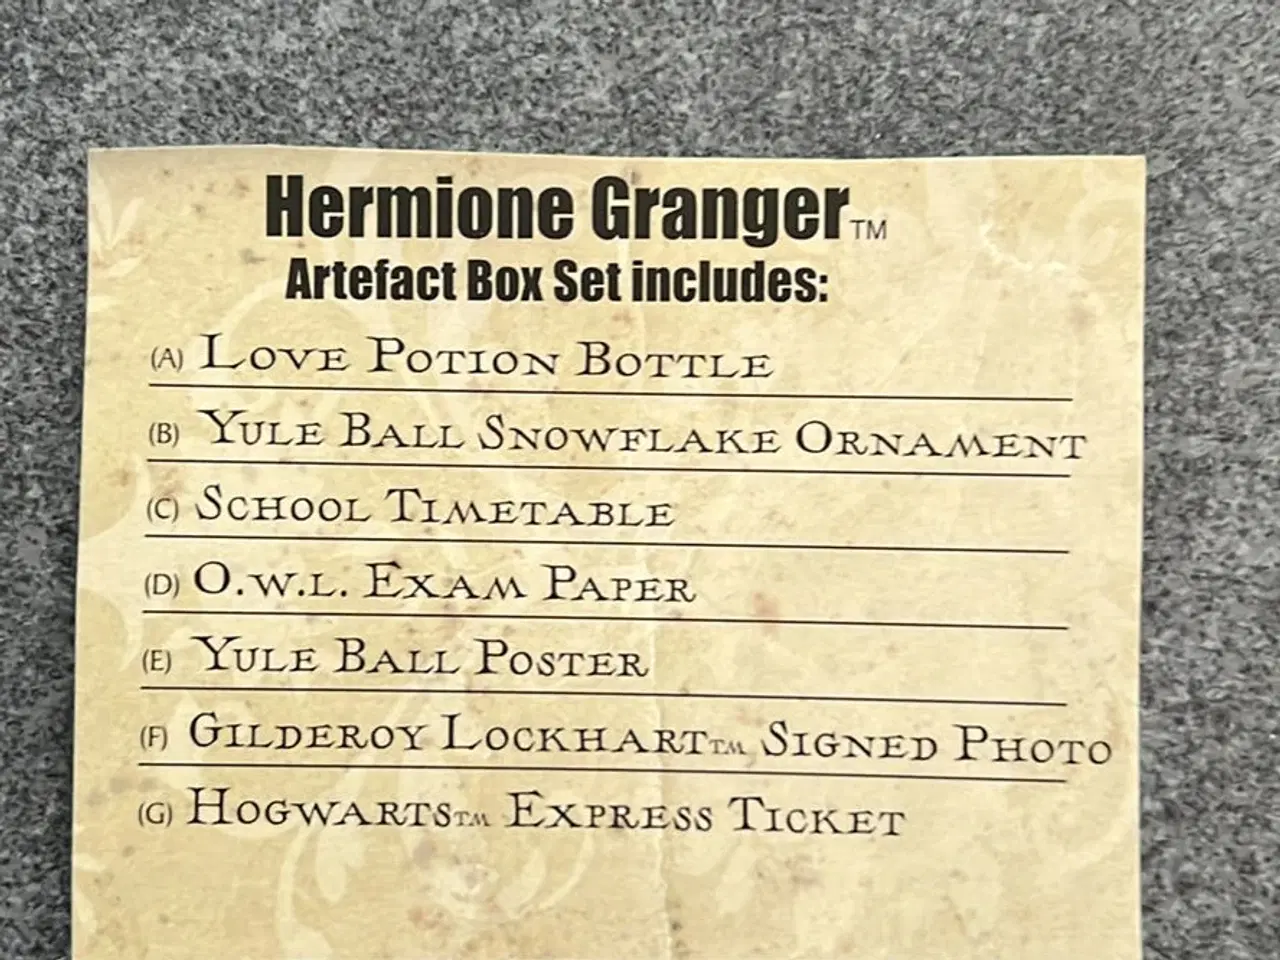 Hermione Granger™
Artefact Box Set includes:
(A) Love Potion Bottle
(B) Yule Ball Snowflake Ornament
(C) School Timetable
(D) O.W.L. Exam Paper
(E) Yule Ball Poster
(F) Gilderoy Lockhart™ Signed Photo
(G) Hogwarts™ Express Ticket